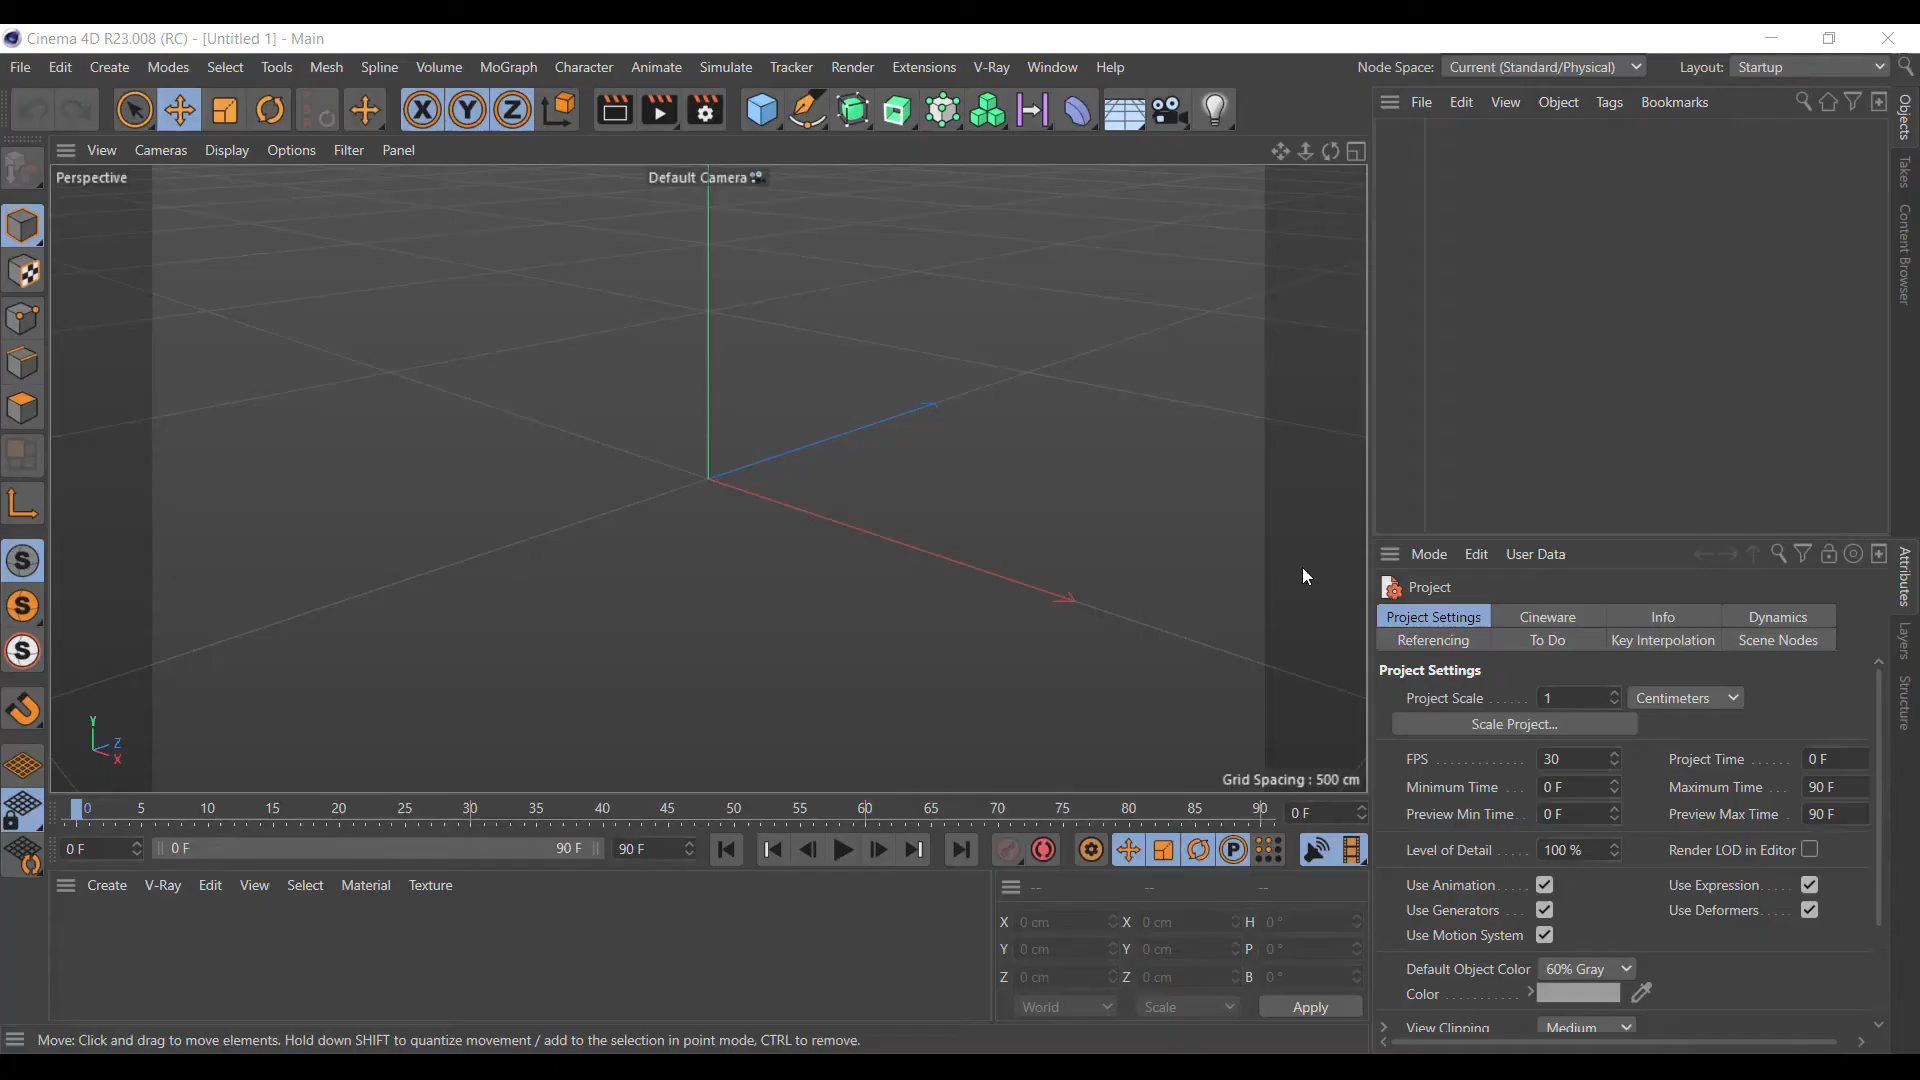 Cinema 4D R23.008 (RC) - [Untitled 1] - Main
File Edit Create Modes Select Tools Mesh Spline Volume MoGraph Character Animate Simulate Tracker Render Extensions V-Ray Window Help Node Space: Current (Standard/Physical) Layout: Startup
X Y Z
File Edit View Object Tags Bookmarks
Objects
Takes
Content Browser
View Cameras Display Options Filter Panel
Perspective
Default Camera
S
S
S
Y
Z
X
Grid Spacing : 500 cm
0 5 10 15 20 25 30 35 40 45 50 55 60 65 70 75 80 85 90 0 F
0 F 0 F 90 F 90 F P
Create V-Ray Edit View Select Material Texture
-- -- --
X 0 cm X 0 cm H 0 °
Y 0 cm Y 0 cm P 0 °
Z 0 cm Z 0 cm B 0 °
World Scale Apply
Mode Edit User Data
Attributes
Layers
Structure
Project
Project Settings Cineware Info Dynamics
Referencing To Do Key Interpolation Scene Nodes
Project Settings
Project Scale 1 Centimeters
Scale Project...
FPS 30 Project Time 0 F
Minimum Time 0 F Maximum Time 90 F
Preview Min Time 0 F Preview Max Time 90 F
Level of Detail 100 % Render LOD in Editor
Use Animation Use Expression
Use Generators Use Deformers
Use Motion System
Default Object Color 60% Gray
Color
View Clipping Medium
Move: Click and drag to move elements. Hold down SHIFT to quantize movement / add to the selection in point mode, CTRL to remove.